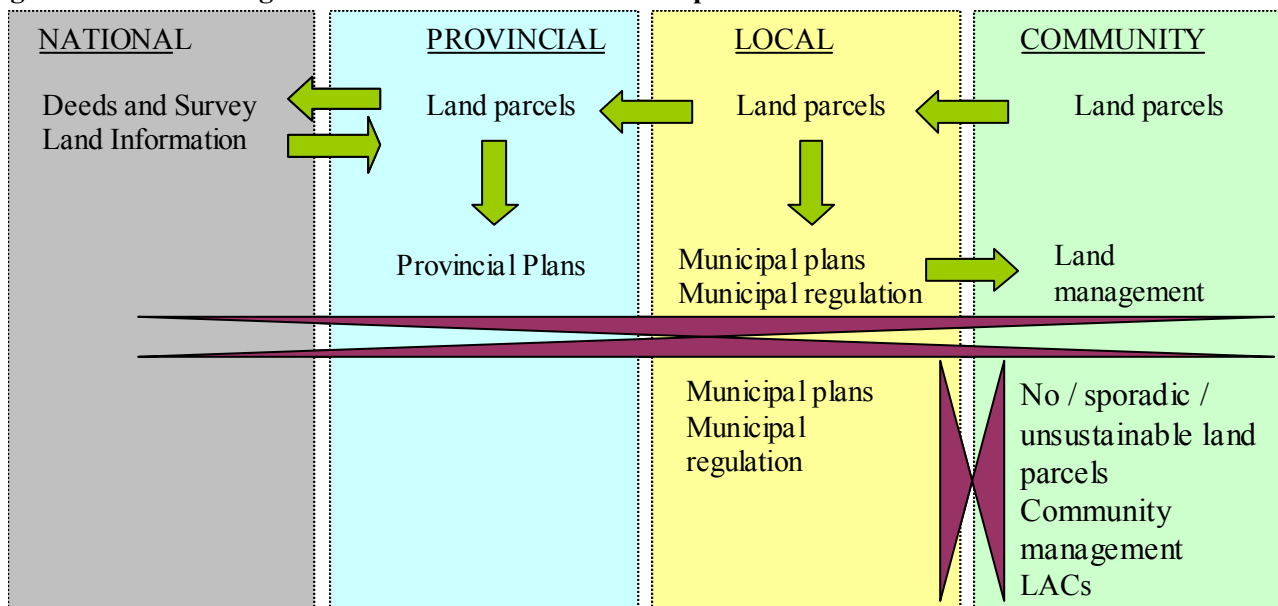 NATIONAL
Deeds and Survey
Land Information
PROVINCIAL
Land parcels
Provincial Plans
LOCAL
Land parcels
Municipal plans
Municipal regulation
Municipal plans
Municipal
regulation
COMMUNITY
Land parcels
Land
management
No / sporadic /
unsustainable land
parcels
Community
management
LACs